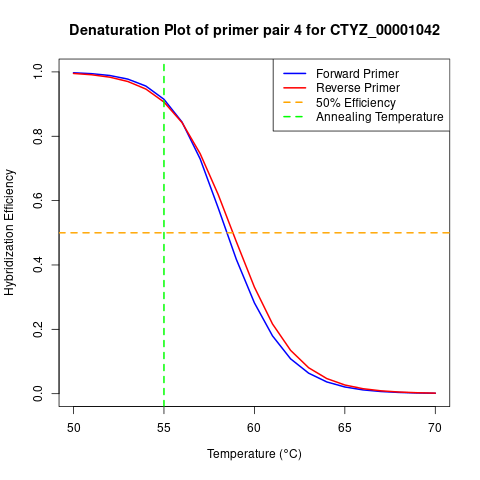 Denaturation Plot of primer pair 4 for CTYZ_00001042
Forward Primer
Reverse Primer
50% Efficiency
Annealing Temperature
Hybridization Efficiency
1.0
0.8
0.6
0.4
0.2
0.0
50 55 60 65 70
Temperature (°C)